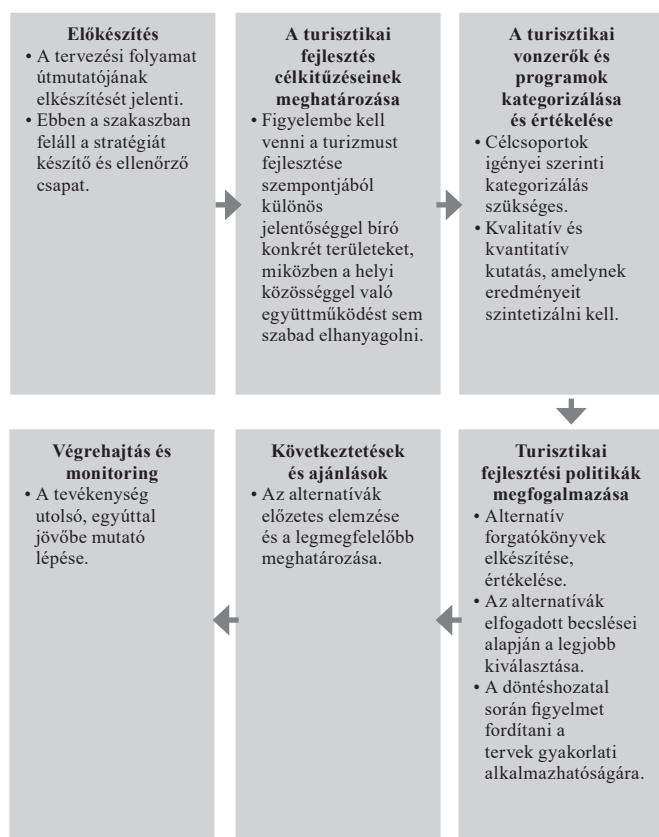 Előkészítés
• A tervezési folyamat
útmutatójának
elkészítését jelenti.
• Ebben a szakaszban
feláll a stratégiát
készítő és ellenőrző
csapat.
A turisztikai
fejlesztés
célkitűzéseinek
meghatározása
• Figyelembe kell
venni a turizmust
fejlesztése
szempontjából
különös
jelentőséggel bíró
konkrét területeket,
miközben a helyi
közösséggel való
együttműködést sem
szabad elhanyagolni.
A turisztikai
vonzerők és
programok
kategorizálása
és értékelése
• Célcsoportok
igényei szerinti
kategorizálás
szükséges.
• Kvalitatív és
kvantitatív
kutatás, amelynek
eredményeit
szintetizálni kell.
Turisztikai
fejlesztési politikák
megfogalmazása
• Alternatív
forgatókönyvek
elkészítése,
értékelése.
• Az alternatívák
elfogadott becslései
alapján a legjobb
kiválasztása.
• A döntéshozatal
során figyelmet
fordítani a
tervek gyakorlati
alkalmazhatóságára.
Következtetések
és ajánlások
• Az alternatívák
előzetes elemzése
és a legmegfelelőbb
meghatározása.
Végrehajtás és
monitoring
• A tevékenység
utolsó, egyúttal
jövőbe mutató
lépése.